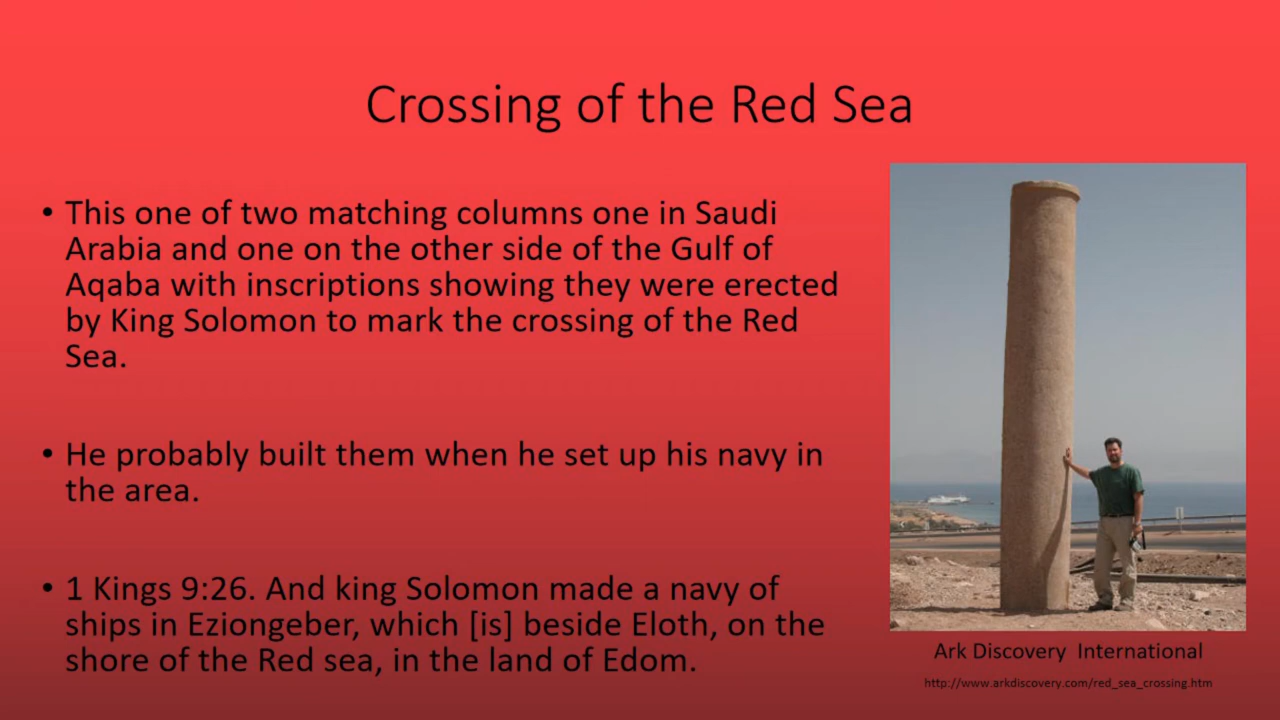 Crossing of the Red Sea
• This one of two matching columns one in Saudi
Arabia and one on the other side of the Gulf of
Aqaba with inscriptions showing they were erected
by King Solomon to mark the crossing of the Red
Sea.
• He probably built them when he set up his navy in
the area.
• 1 Kings 9:26. And king Solomon made a navy of
ships in Eziongeber, which [is] beside Eloth, on the
shore of the Red sea, in the land of Edom.
Ark Discovery International
http://www.arkdiscovery.com/red_sea_crossing.htm